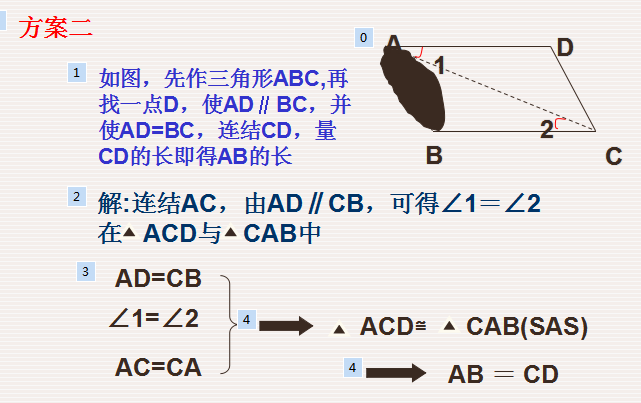 方案二
0
A
D
1
2
B
C
1
如图，先作三角形ABC,再
找一点D，使AD∥BC，并
使AD=BC，连结CD，量
CD的长即得AB的长
2
解:连结AC，由AD∥CB，可得∠1＝∠2
在▲ACD与▲CAB中
3
AD=CB
∠1=∠2
AC=CA
4
▲ ACD≌ ▲ CAB(SAS)
4
AB ＝ CD